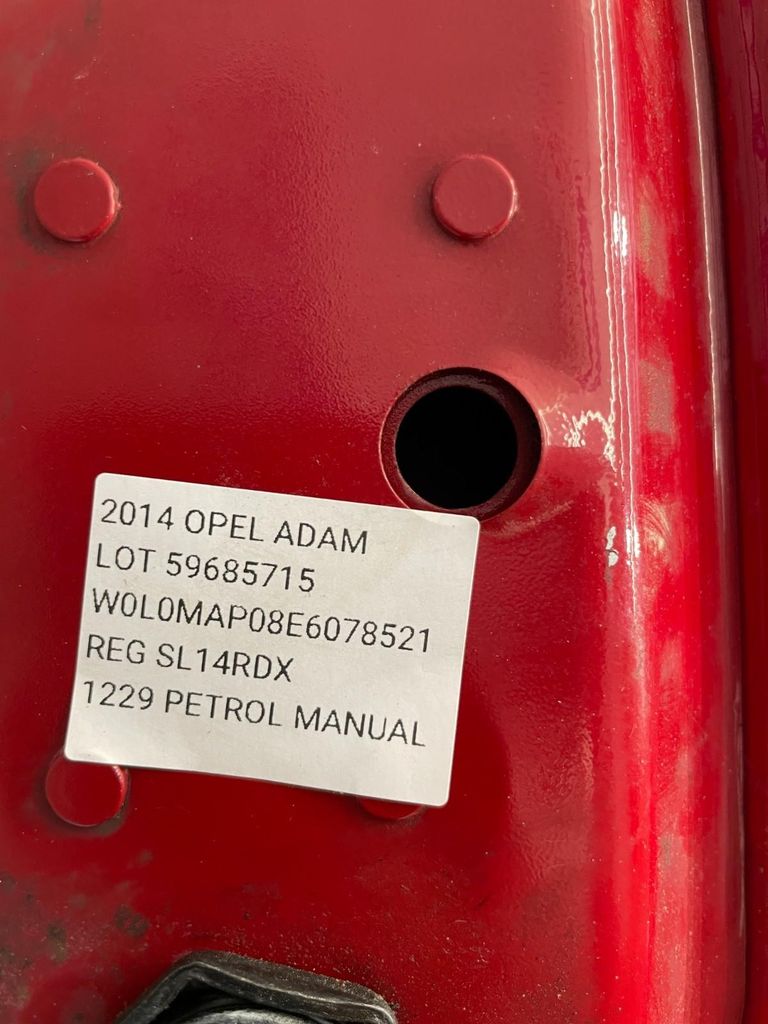 2014 OPEL ADAM
LOT 59685715
W0L0MAP08E6078521
REG SL14RDX
1229 PETROL MANUAL